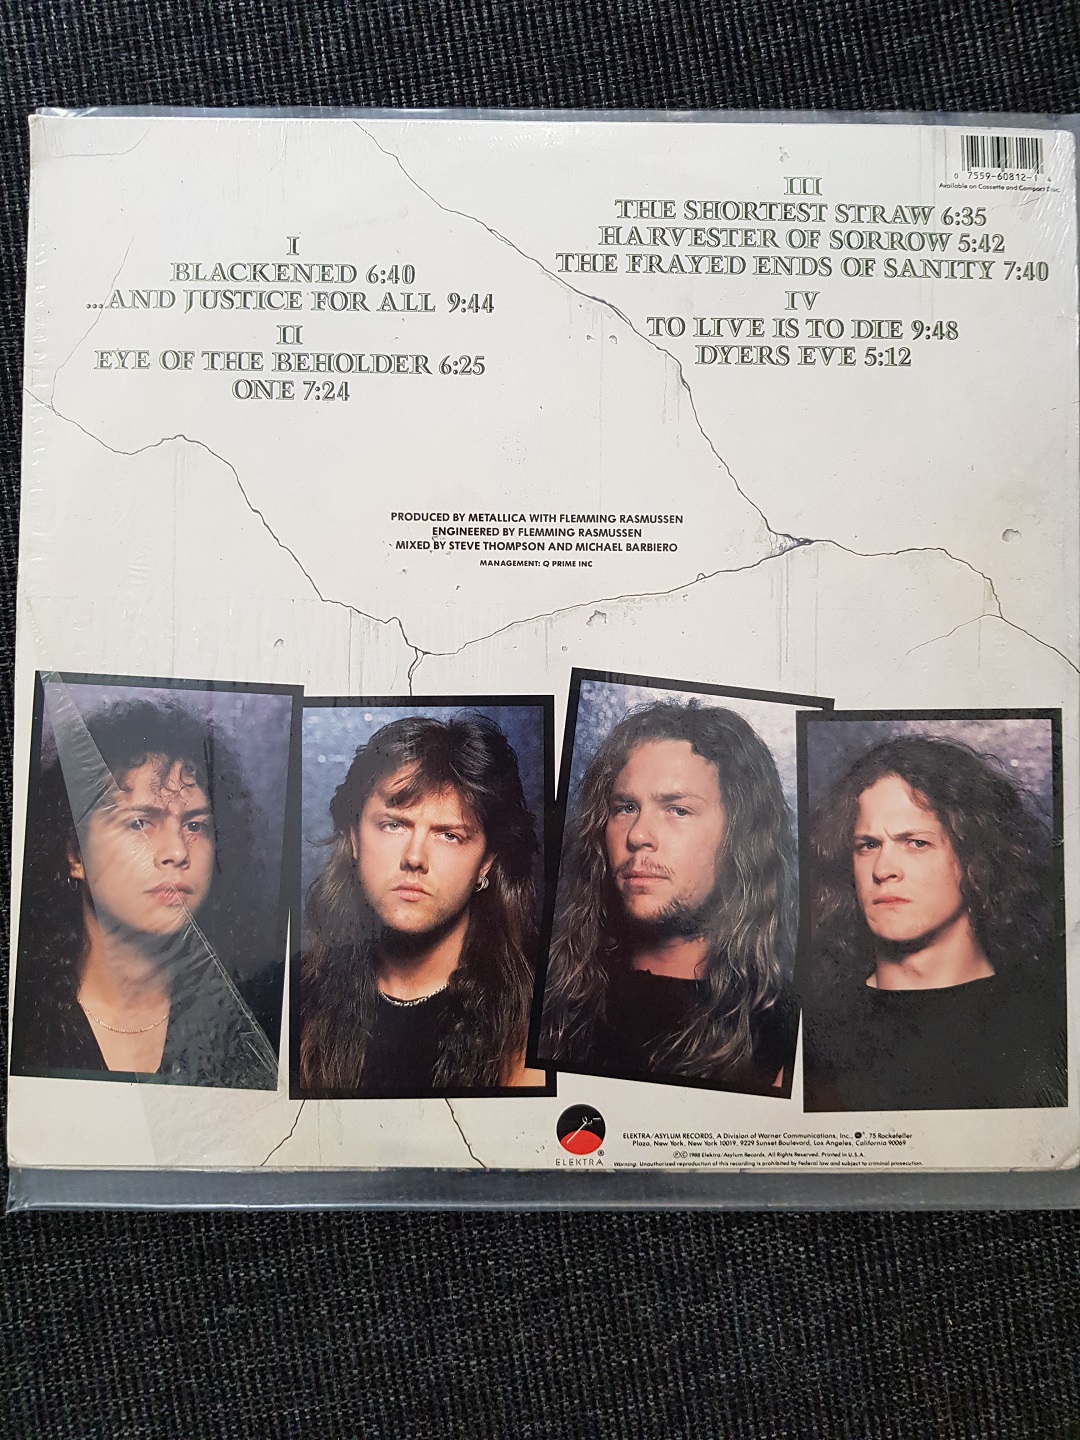 I
BLACKENED 6:40
...AND JUSTICE FOR ALL 9:44
II
EYE OF THE BEHOLDER 6:25
ONE 7:24
III
THE SHORTEST STRAW 6:35
HARVESTER OF SORROW 5:42
THE FRAYED ENDS OF SANITY 7:40
IV
TO LIVE IS TO DIE 9:48
DYERS EVE 5:12
0 7559-60812-1 4
Available on Cassette and Compact Disc.
PRODUCED BY METALLICA WITH FLEMMING RASMUSSEN
ENGINEERED BY FLEMMING RASMUSSEN
MIXED BY STEVE THOMPSON AND MICHAEL BARBIERO
MANAGEMENT: Q PRIME INC
ELEKTRA ®
ELEKTRA/ASYLUM RECORDS, A Division of Warner Communications, Inc., 75 Rockefeller
Plaza, New York, New York 10019, 9229 Sunset Boulevard, Los Angeles, California 90069
℗© 1988 Elektra/Asylum Records. All Rights Reserved. Printed in U.S.A.
Warning: Unauthorized reproduction of this recording is prohibited by Federal law and subject to criminal prosecution.